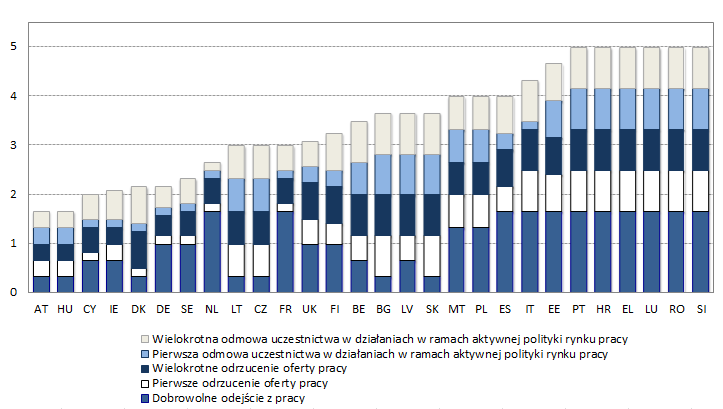 5
4
3
2
1
0
AT HU CY IE DK DE SE NL LT CZ FR UK FI BE BG LV SK MT PL ES IT EE PT HR EL LU RO SI
Wielokrotna odmowa uczestnictwa w działaniach w ramach aktywnej polityki rynku pracy
Pierwsza odmowa uczestnictwa w działaniach w ramach aktywnej polityki rynku pracy
Wielokrotne odrzucenie oferty pracy
Pierwsze odrzucenie oferty pracy
Dobrowolne odejście z pracy